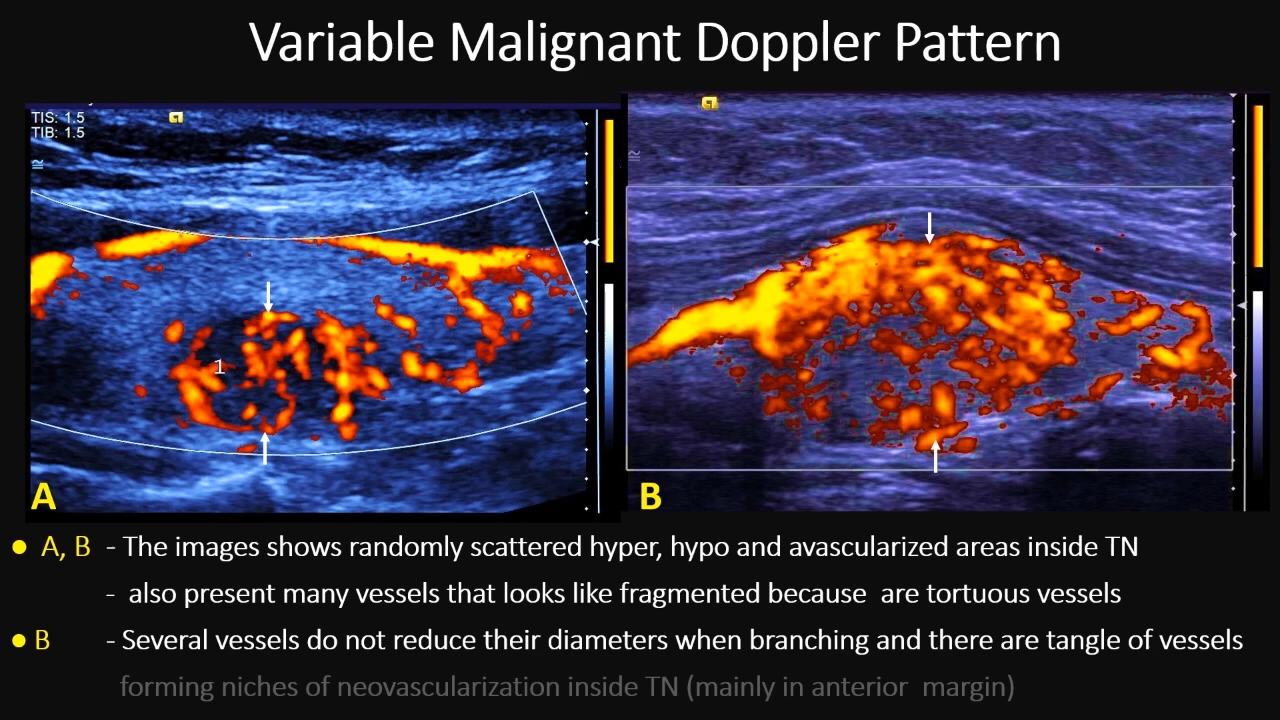 Variable Malignant Doppler Pattern
TIS: 1.5
TIB: 1.5
1
A
B
● A, B - The images shows randomly scattered hyper, hypo and avascularized areas inside TN
- also present many vessels that looks like fragmented because are tortuous vessels
● B - Several vessels do not reduce their diameters when branching and there are tangle of vessels
forming niches of neovascularization inside TN (mainly in anterior margin)